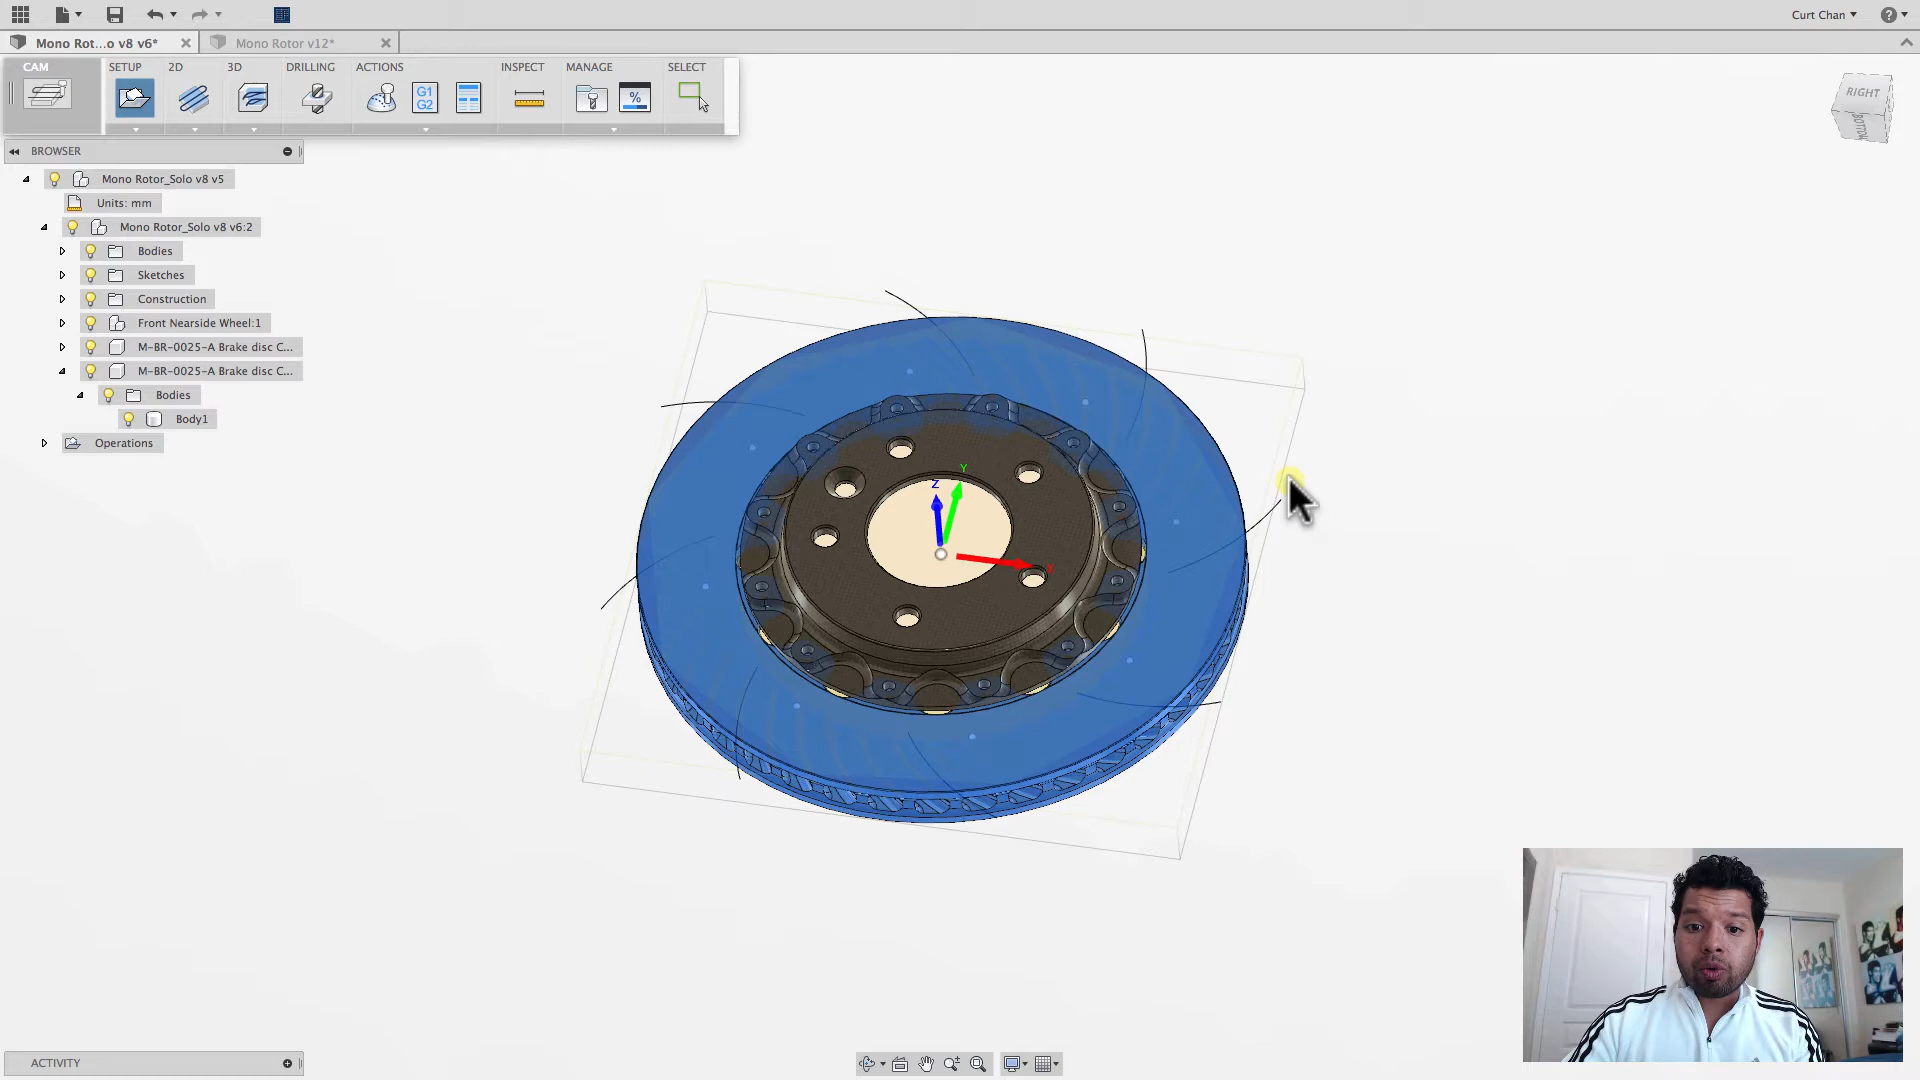 Curt Chan
?
Mono Rot...o v8 v6*
Mono Rotor v12*
CAM
SETUP
2D
3D
DRILLING
ACTIONS
INSPECT
MANAGE
SELECT
G1
G2
%
RIGHT
BOTTOM
BROWSER
Mono Rotor_Solo v8 v5
Units: mm
Mono Rotor_Solo v8 v6:2
Bodies
Sketches
Construction
Front Nearside Wheel:1
M-BR-0025-A Brake disc C...
M-BR-0025-A Brake disc C...
Bodies
Body1
Operations
Y
Z
X
ACTIVITY